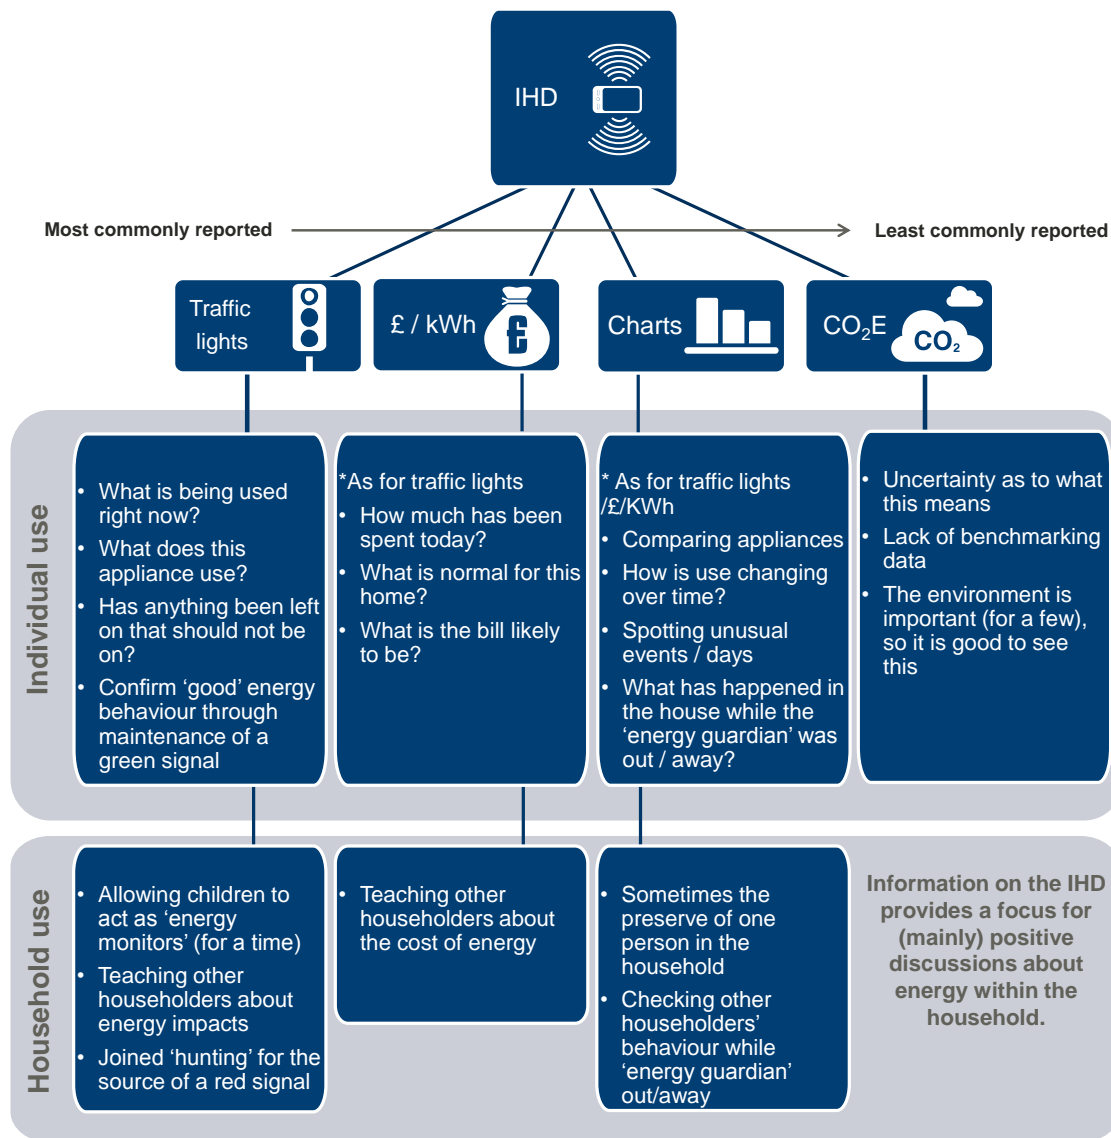 IHD
Most commonly reported
Least commonly reported
Traffic
lights
£ / kWh
£
Charts
CO₂E
CO₂
Individual use
• What is being used
right now?
• What does this
appliance use?
• Has anything been left
on that should not be
on?
• Confirm ‘good’ energy
behaviour through
maintenance of a
green signal
*As for traffic lights
• How much has been
spent today?
• What is normal for this
home?
• What is the bill likely
to be?
* As for traffic lights
/£/KWh
• Comparing appliances
• How is use changing
over time?
• Spotting unusual
events / days
• What has happened in
the house while the
‘energy guardian’ was
out / away?
• Uncertainty as to what
this means
• Lack of benchmarking
data
• The environment is
important (for a few),
so it is good to see
this
Household use
• Allowing children to
act as ‘energy
monitors’ (for a time)
• Teaching other
householders about
energy impacts
• Joined ‘hunting’ for the
source of a red signal
• Teaching other
householders about
the cost of energy
• Sometimes the
preserve of one
person in the
household
• Checking other
householders’
behaviour while
‘energy guardian’
out/away
Information on the IHD
provides a focus for
(mainly) positive
discussions about
energy within the
household.